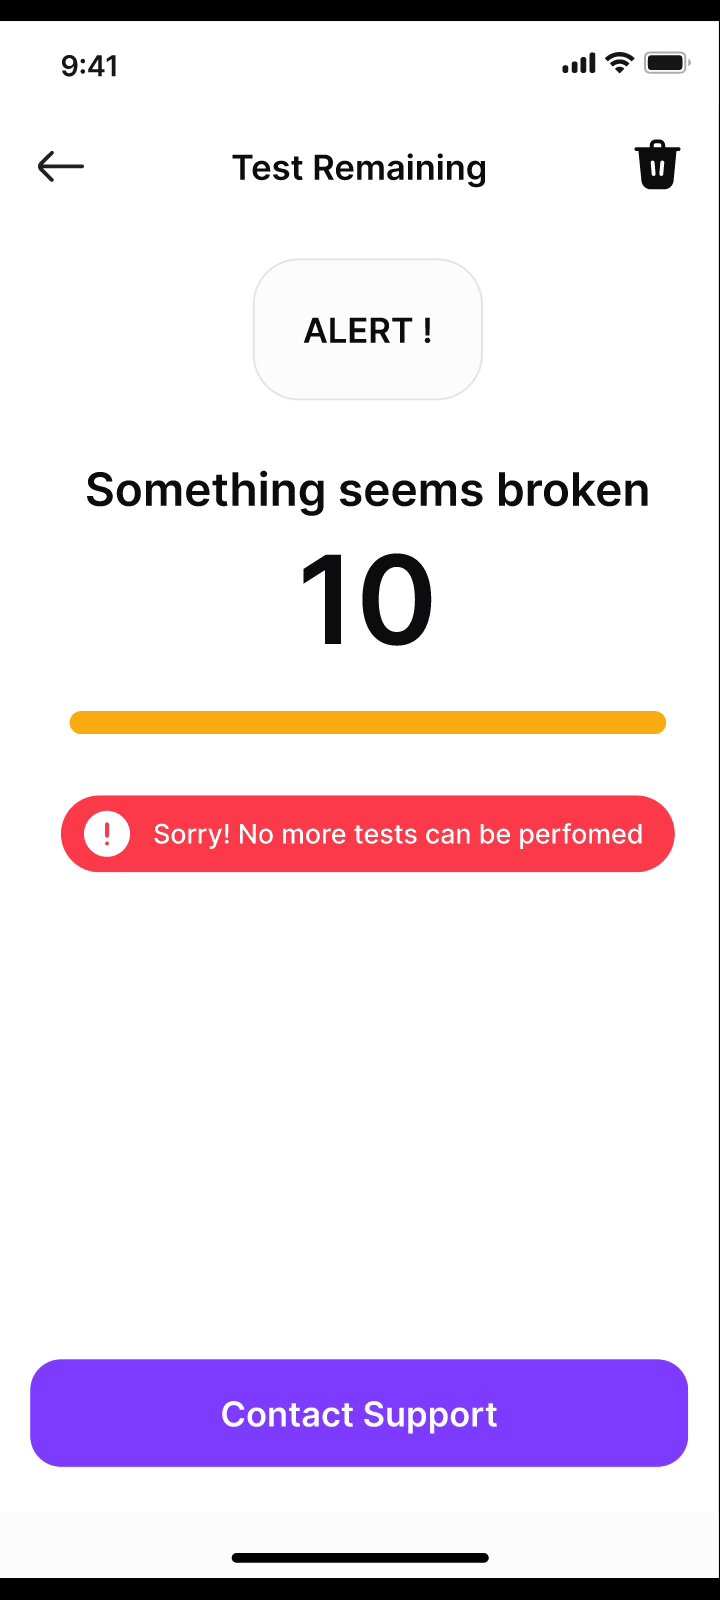 9:41
Test Remaining
ALERT !
Something seems broken
10
Sorry! No more tests can be perfomed
Contact Support